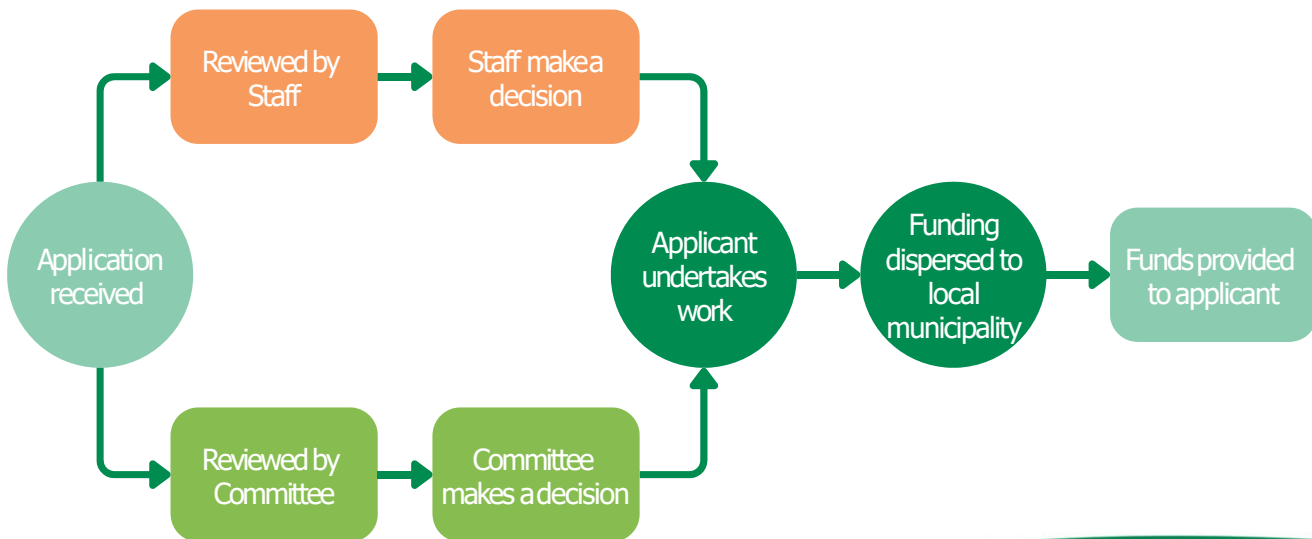 Reviewed by
Staff
Staff make a
decision
Application
received
Applicant
undertakes
work
Funding
dispersed to
local
municipality
Funds provided
to applicant
Reviewed by
Committee
Committee
makes a decision